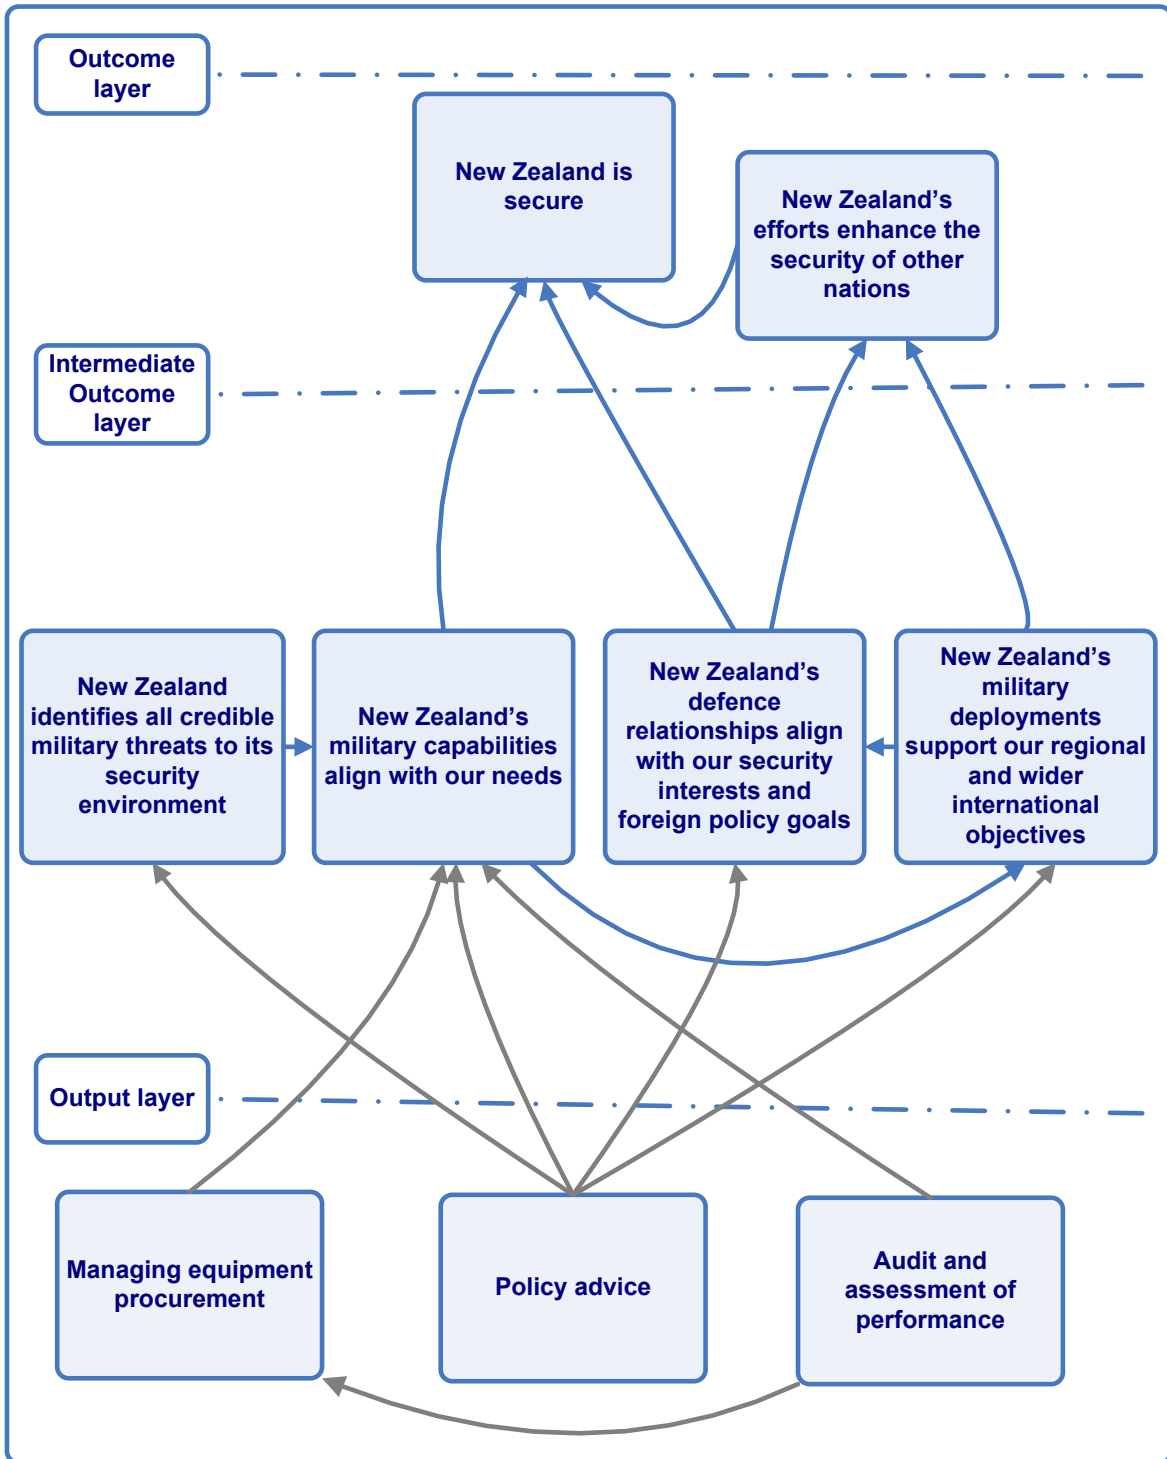 Outcome
layer
New Zealand is
secure
New Zealand’s
efforts enhance the
security of other
nations
Intermediate
Outcome
layer
New Zealand
identifies all credible
military threats to its
security
environment
New Zealand’s
military capabilities
align with our needs
New Zealand’s
defence
relationships align
with our security
interests and
foreign policy goals
New Zealand’s
military
deployments
support our regional
and wider
international
objectives
Output layer
Managing equipment
procurement
Policy advice
Audit and
assessment of
performance